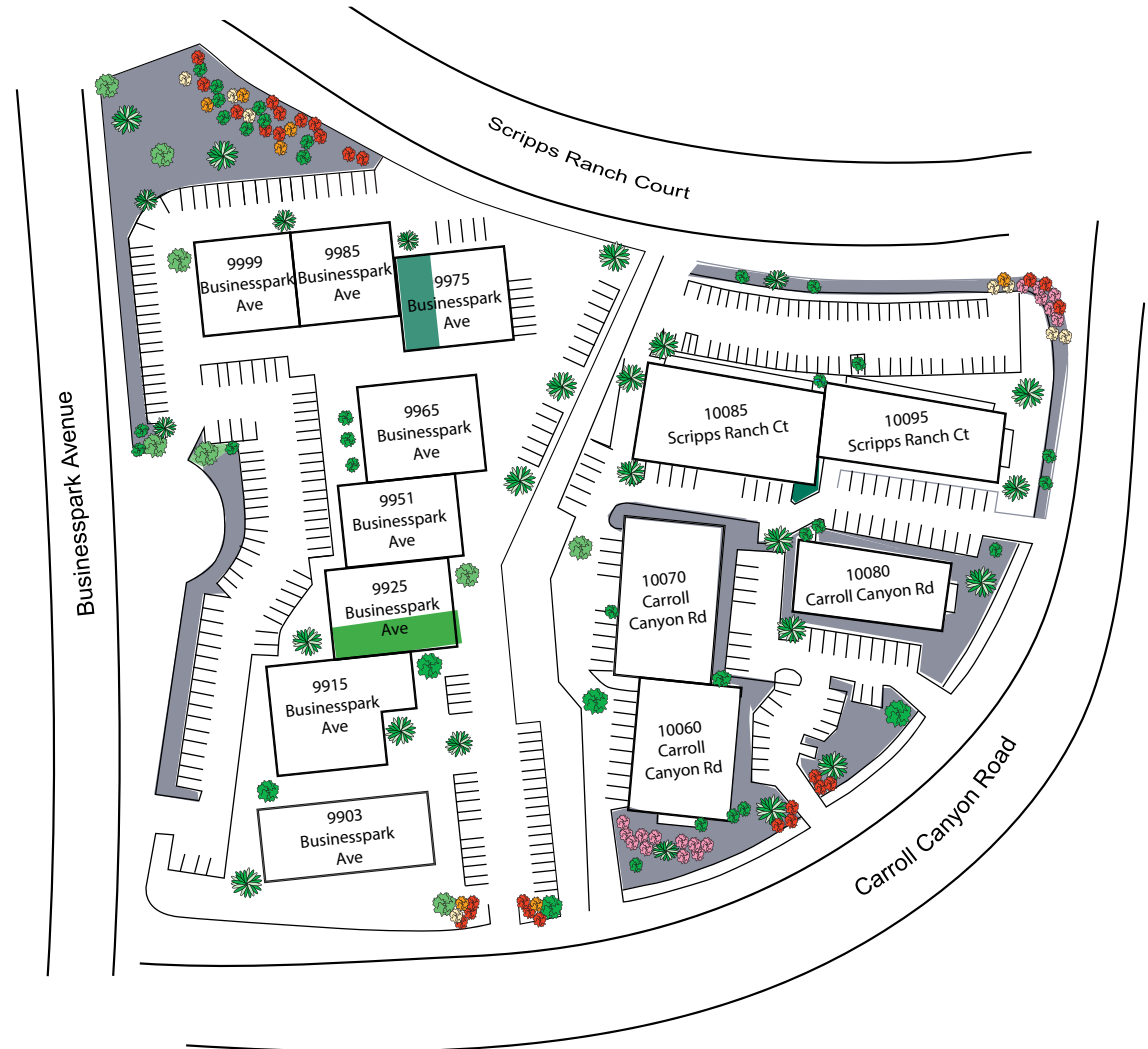 Scripps Ranch Court
9999
Businesspark
Ave
9985
Businesspark
Ave
9975
Businesspark
Ave
9965
Businesspark
Ave
9951
Businesspark
Ave
9925
Businesspark
Ave
9915
Businesspark
Ave
9903
Businesspark
Ave
Businesspark Avenue
10085
Scripps Ranch Ct
10095
Scripps Ranch Ct
10070
Carroll
Canyon Rd
10080
Carroll Canyon Rd
10060
Carroll
Canyon Rd
Carroll Canyon Road